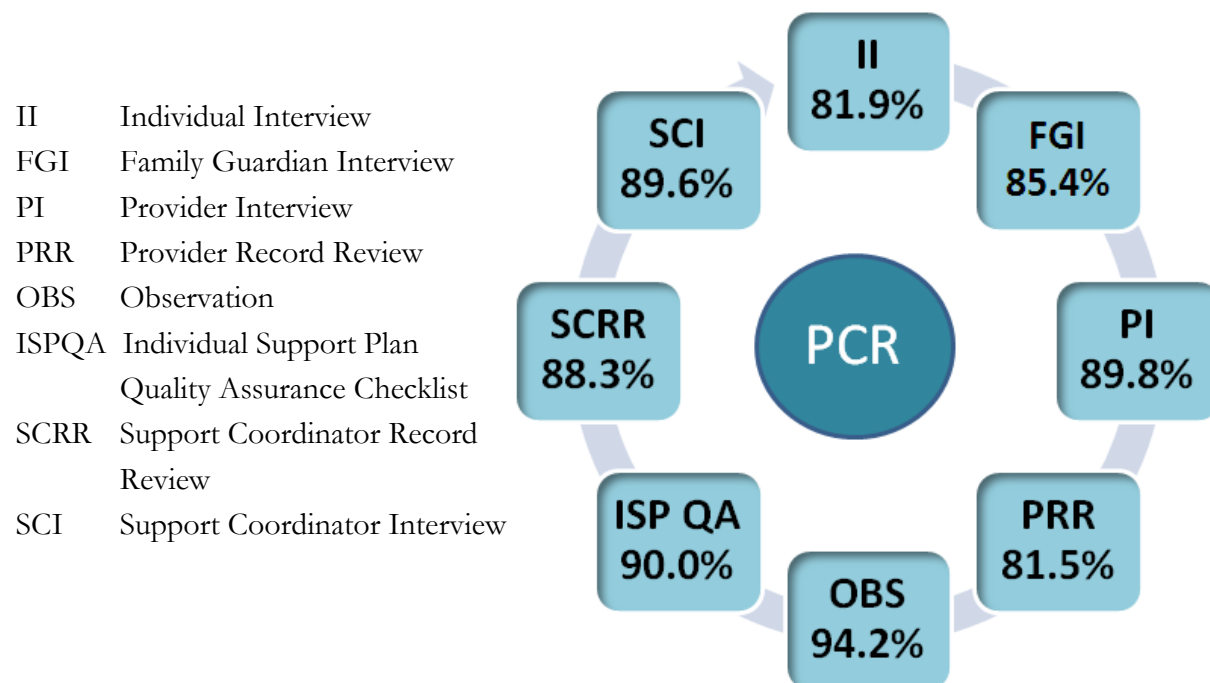 II Individual Interview
FGI Family Guardian Interview
PI Provider Interview
PRR Provider Record Review
OBS Observation
ISPQA Individual Support Plan
Quality Assurance Checklist
SCRR Support Coordinator Record
Review
SCI Support Coordinator Interview
II
81.9%
FGI
85.4%
PI
89.8%
PRR
81.5%
OBS
94.2%
ISP QA
90.0%
SCRR
88.3%
SCI
89.6%
PCR